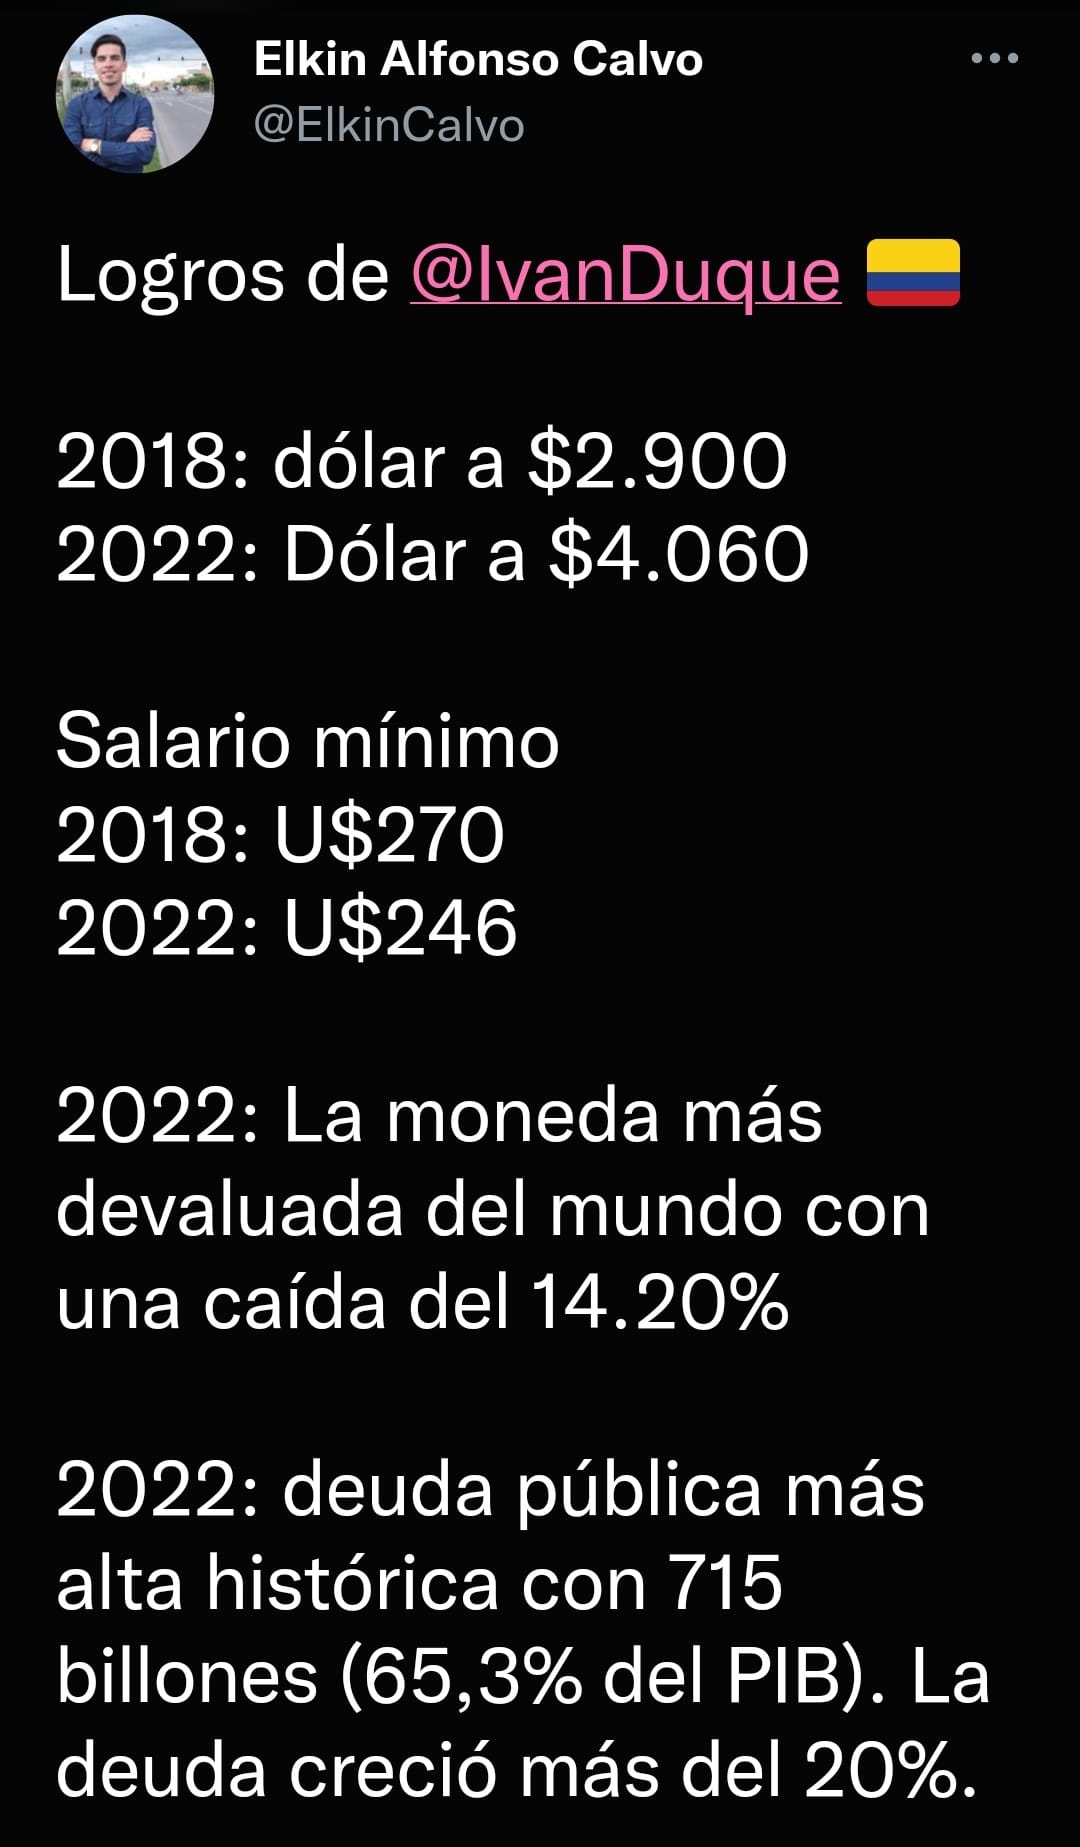 Elkin Alfonso Calvo
@ElkinCalvo
Logros de @IvanDuque
2018: dólar a $2.900
2022: Dólar a $4.060
Salario mínimo
2018: U$270
2022: U$246
2022: La moneda más
devaluada del mundo con
una caída del 14.20%
2022: deuda pública más
alta histórica con 715
billones (65,3% del PIB). La
deuda creció más del 20%.